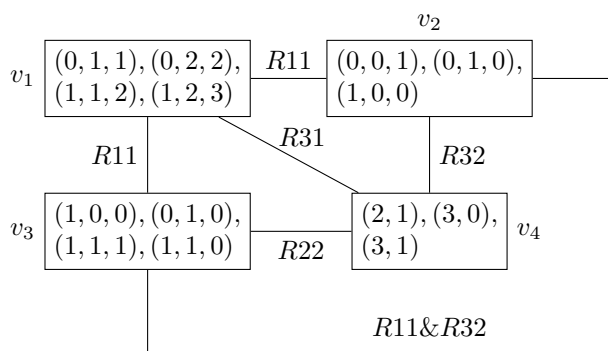 v₂
v₁
(0, 1, 1), (0, 2, 2),
(1, 1, 2), (1, 2, 3)
R11
(0, 0, 1), (0, 1, 0),
(1, 0, 0)
R11
R31
R32
v₃
(1, 0, 0), (0, 1, 0),
(1, 1, 1), (1, 1, 0)
R22
(2, 1), (3, 0),
(3, 1)
v₄
R11&R32